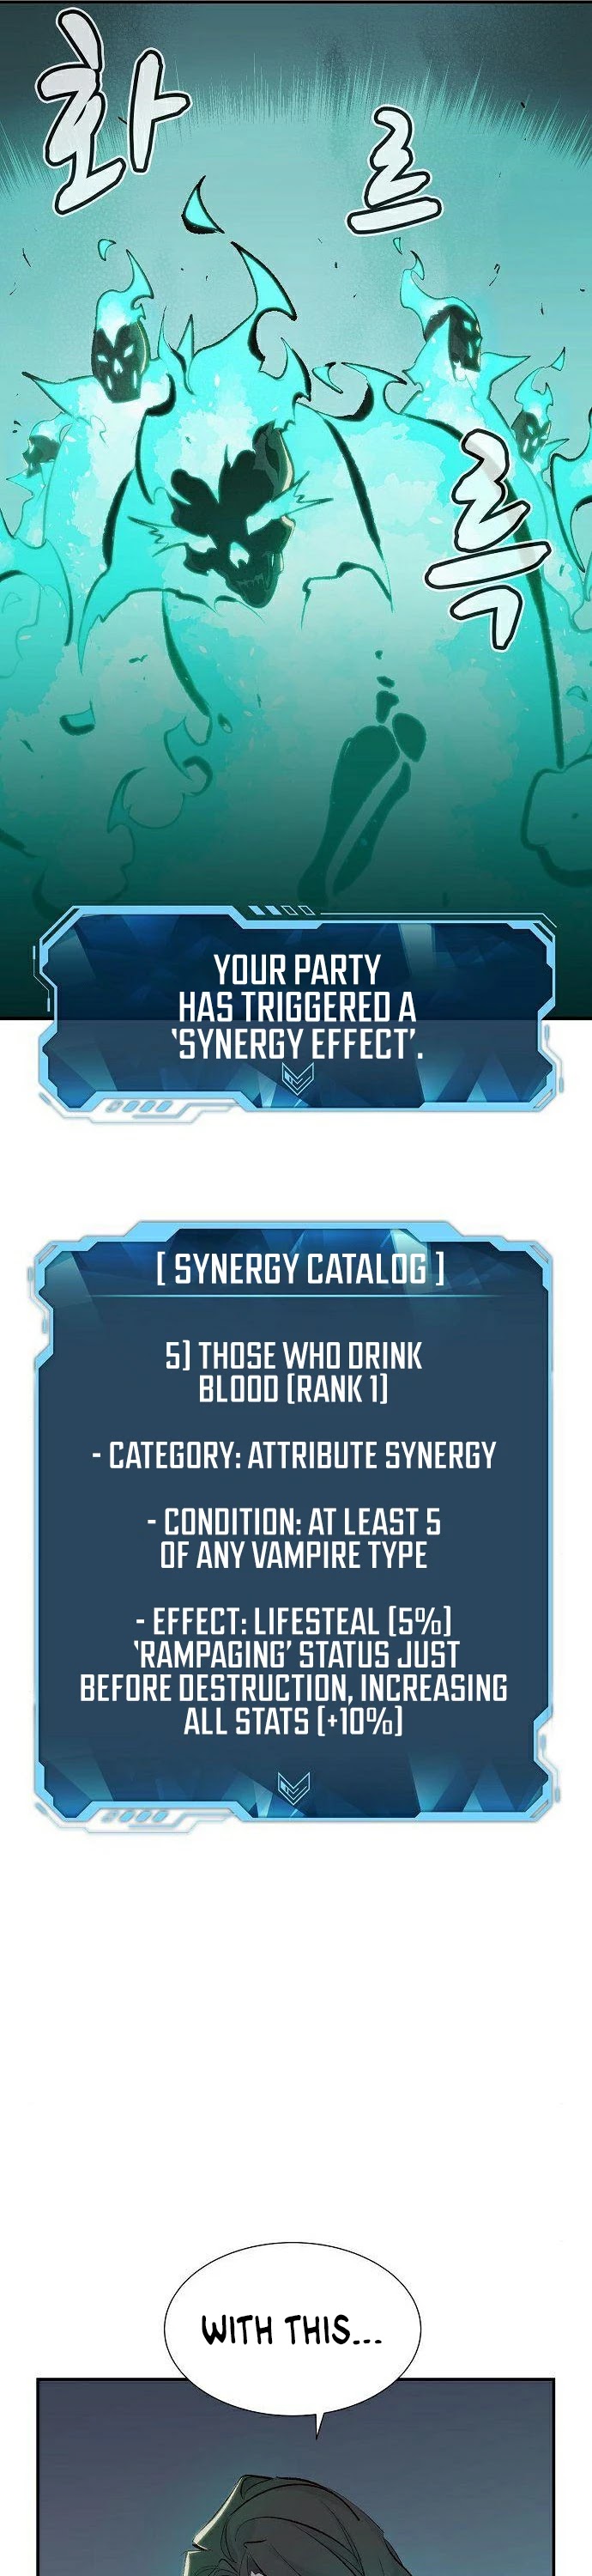 화
르
륵
YOUR PARTY
HAS TRIGGERED A
'SYNERGY EFFECT'.
[ SYNERGY CATALOG ]
5) THOSE WHO DRINK
BLOOD (RANK 1)
- CATEGORY: ATTRIBUTE SYNERGY
- CONDITION: AT LEAST 5
OF ANY VAMPIRE TYPE
- EFFECT: LIFESTEAL (5%)
'RAMPAGING' STATUS JUST
BEFORE DESTRUCTION, INCREASING
ALL STATS (+10%)
WITH THIS...